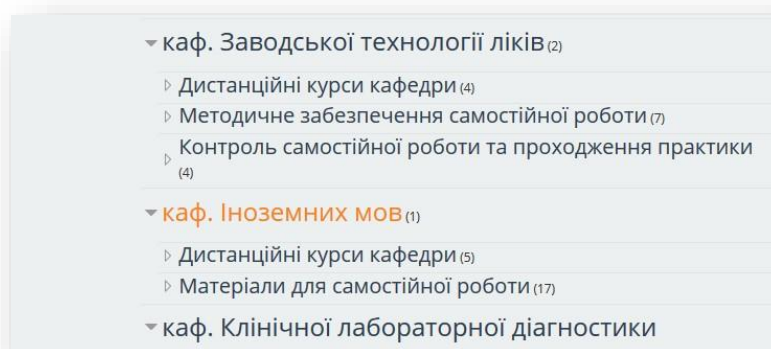 каф. Заводської технології ліків (2)
Дистанційні курси кафедри (4)
Методичне забезпечення самостійної роботи (7)
Контроль самостійної роботи та проходження практики
(4)
каф. Іноземних мов (1)
Дистанційні курси кафедри (5)
Матеріали для самостійної роботи (17)
каф. Клінічної лабораторної діагностики